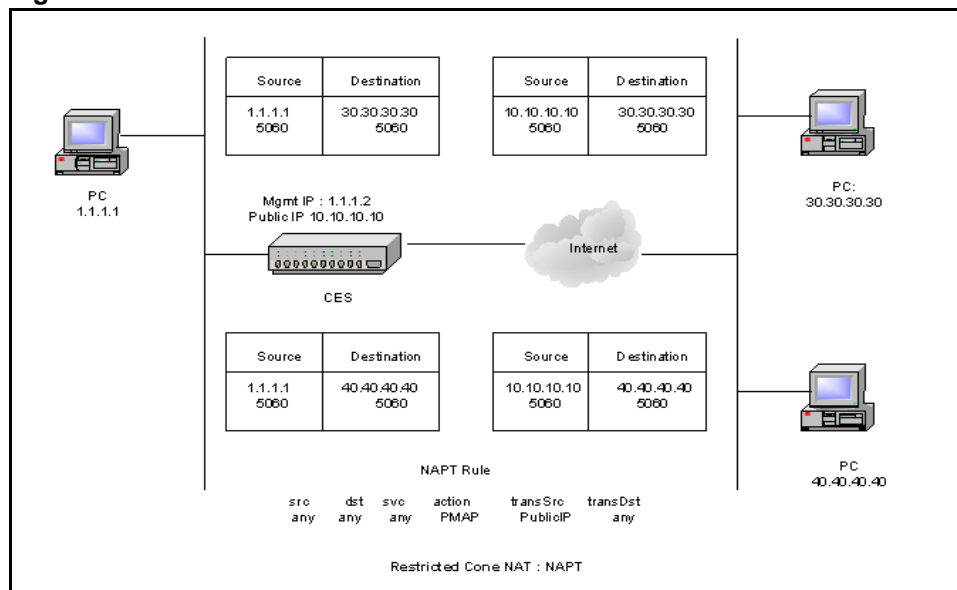 Source Destination Source Destination
1.1.1.1 30.30.30.30 10.10.10.10 30.30.30.30
5060 5060 5060 5060
PC
1.1.1.1
PC:
30.30.30.30
Mgmt IP : 1.1.1.2
Public IP 10.10.10.10
Internet
CES
Source Destination Source Destination
1.1.1.1 40.40.40.40 10.10.10.10 40.40.40.40
5060 5060 5060 5060
PC
40.40.40.40
NAPT Rule
src dst svc action transSrc transDst
any any any PMAP PublicIP any
Restricted Cone NAT : NAPT